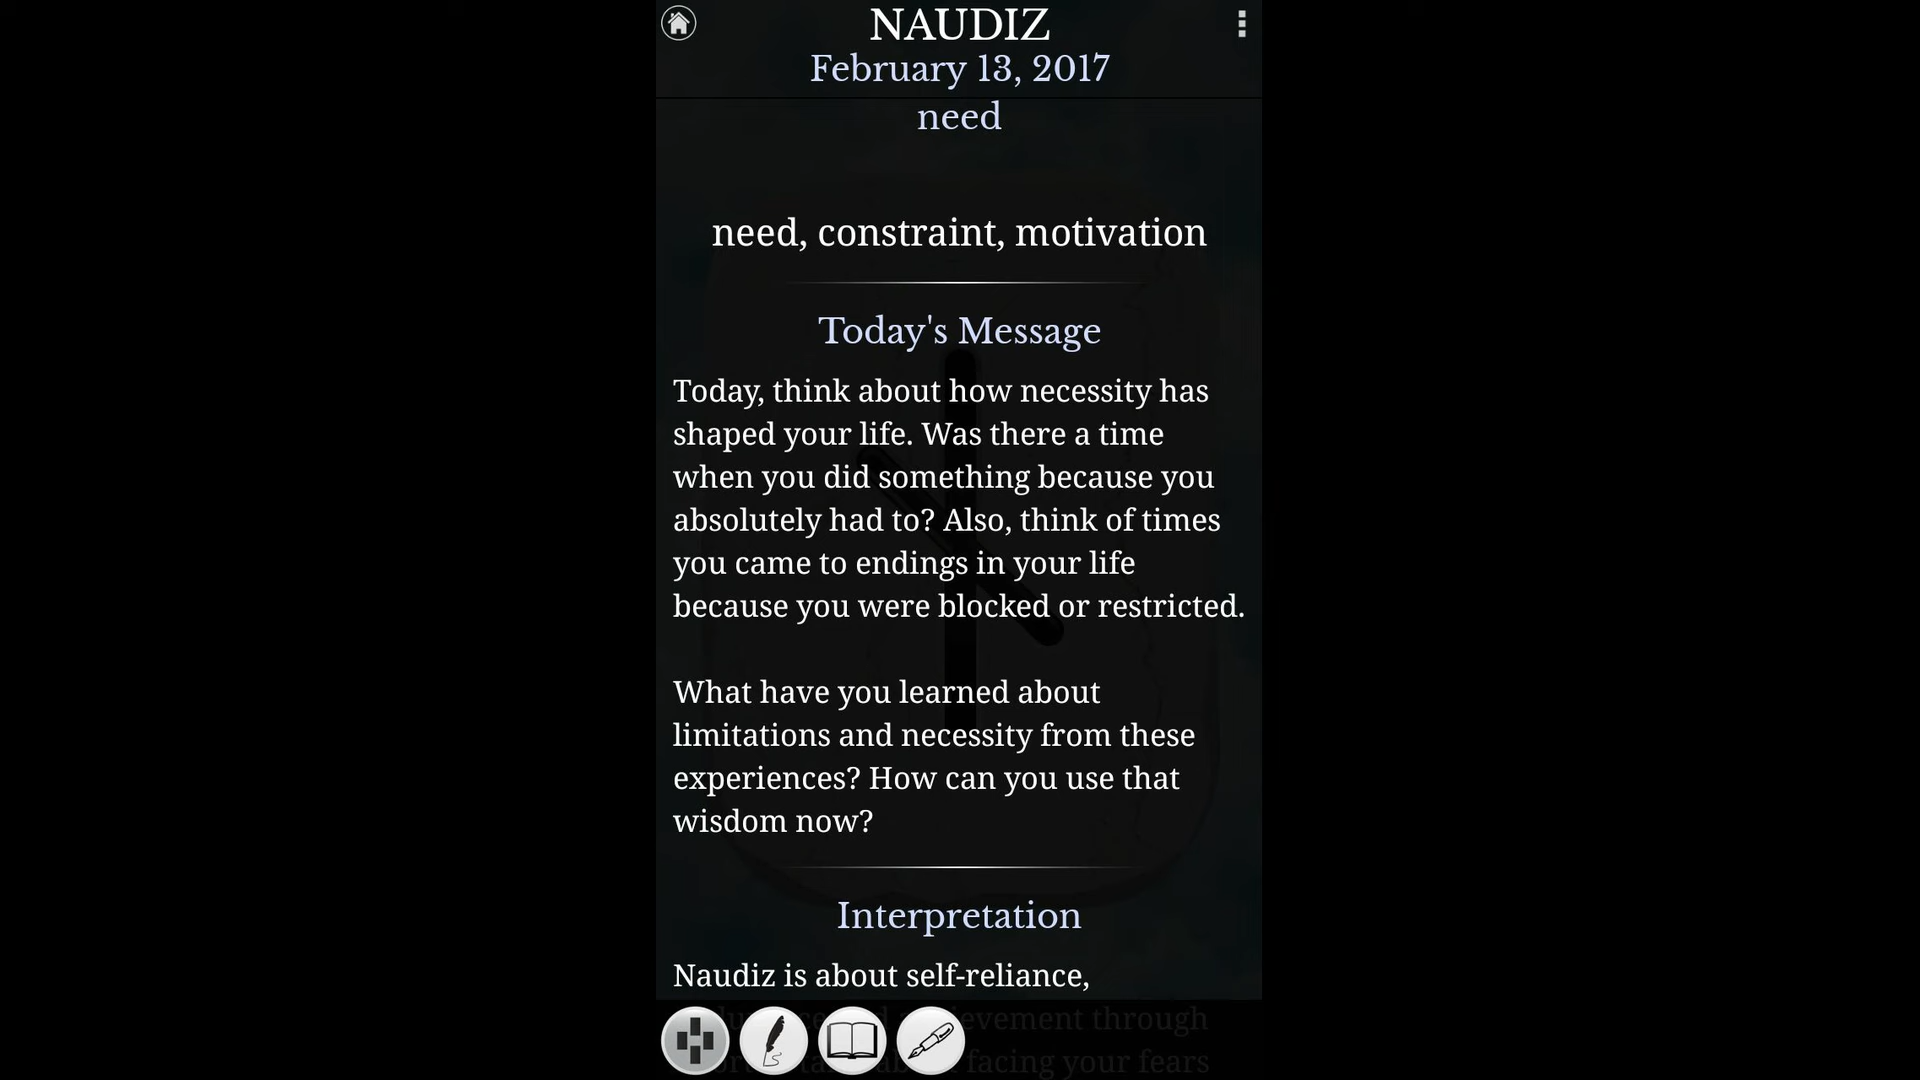 NAUDIZ
February 13, 2017
need
need, constraint, motivation
Today's Message
Today, think about how necessity has
shaped your life. Was there a time
when you did something because you
absolutely had to? Also, think of times
you came to endings in your life
because you were blocked or restricted.
What have you learned about
limitations and necessity from these
experiences? How can you use that
wisdom now?
Interpretation
Naudiz is about self-reliance,
through
facing your fears